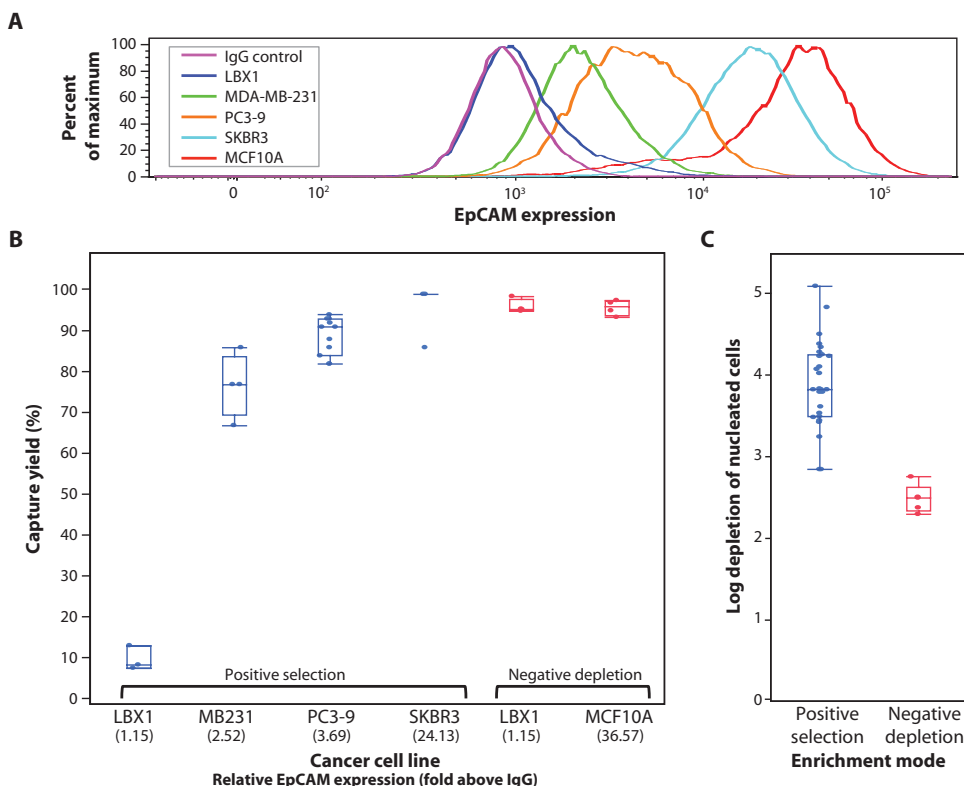 A
Percent
of maximum
100
80
60
40
20
0
IgG control
LBX1
MDA-MB-231
PC3-9
SKBR3
MCF10A
0
10²
10³
10⁴
10⁵
EpCAM expression
B
Capture yield (%)
100
90
80
70
60
50
40
30
20
10
0
Positive selection
Negative depletion
LBX1 MB231 PC3-9 SKBR3 LBX1 MCF10A
(1.15) (2.52) (3.69) (24.13) (1.15) (36.57)
Cancer cell line
Relative EpCAM expression (fold above IgG)
C
Log depletion of nucleated cells
5
4
3
2
1
0
Positive Negative
selection depletion
Enrichment mode